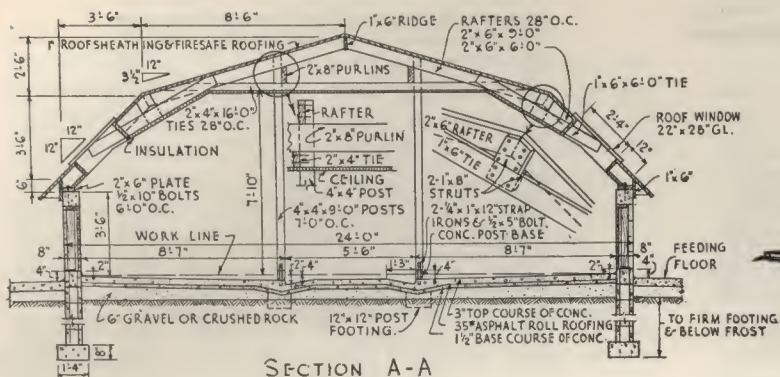 3'-6"
8'-6"
1"x6" RIDGE
RAFTERS 28" O.C.
2"x6"x9'-0"
2"x6"x6'-0"
1" ROOF SHEATHING & FIRESAFE ROOFING
12"
3½"
2"x8" PURLINS
1"x6"x6'-0" TIE
2'-6"
3'-6"
6"
12"
12"
2"x4"x16'-0"
TIES 28" O.C.
INSULATION
RAFTER
2"x8" PURLIN
2"x4" TIE
CEILING
4"x4" POST
2"x6" RAFTER
1"x6" TIE
2-1"x8"
STRUTS
2'-4"
12"
ROOF WINDOW
22"x28" GL.
1"x6"
2"x6" PLATE
½"x10" BOLTS
6'-0" O.C.
3'-6"
7'-10"
4"x4"x9'-0" POSTS
7'-0" O.C.
2-¼"x1"x12" STRAP
IRONS & ½"x5" BOLT.
CONC. POST BASE
24'-0"
8"
8'-7"
WORK LINE
5'-6"
8'-7"
8"
FEEDING
FLOOR
4"
2"
2"
4"
1'-3"
4"
2"
4"
6" GRAVEL OR CRUSHED ROCK
12"x12" POST
FOOTING.
3" TOP COURSE OF CONC.
35# ASPHALT ROLL ROOFING
1½" BASE COURSE OF CONC.
TO FIRM FOOTING
& BELOW FROST
8"
1'-4"
SECTION A-A